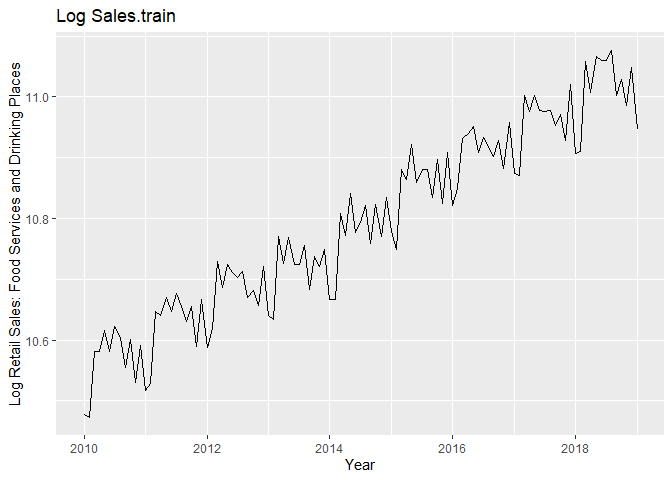 Log Sales.train
Log Retail Sales: Food Services and Drinking Places
11.0
10.8
10.6
2010
2012
2014
2016
2018
Year